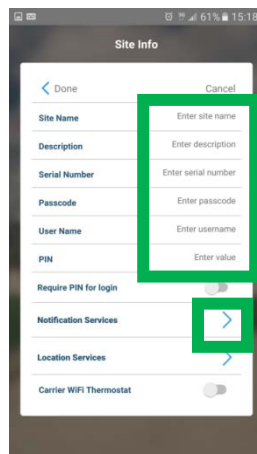 61% 15:18
Site Info
Done Cancel
Site Name Enter site name
Description Enter description
Serial Number Enter serial number
Passcode Enter passcode
User Name Enter username
PIN Enter value
Require PIN for login
Notification Services
Location Services
Carrier WiFi Thermostat